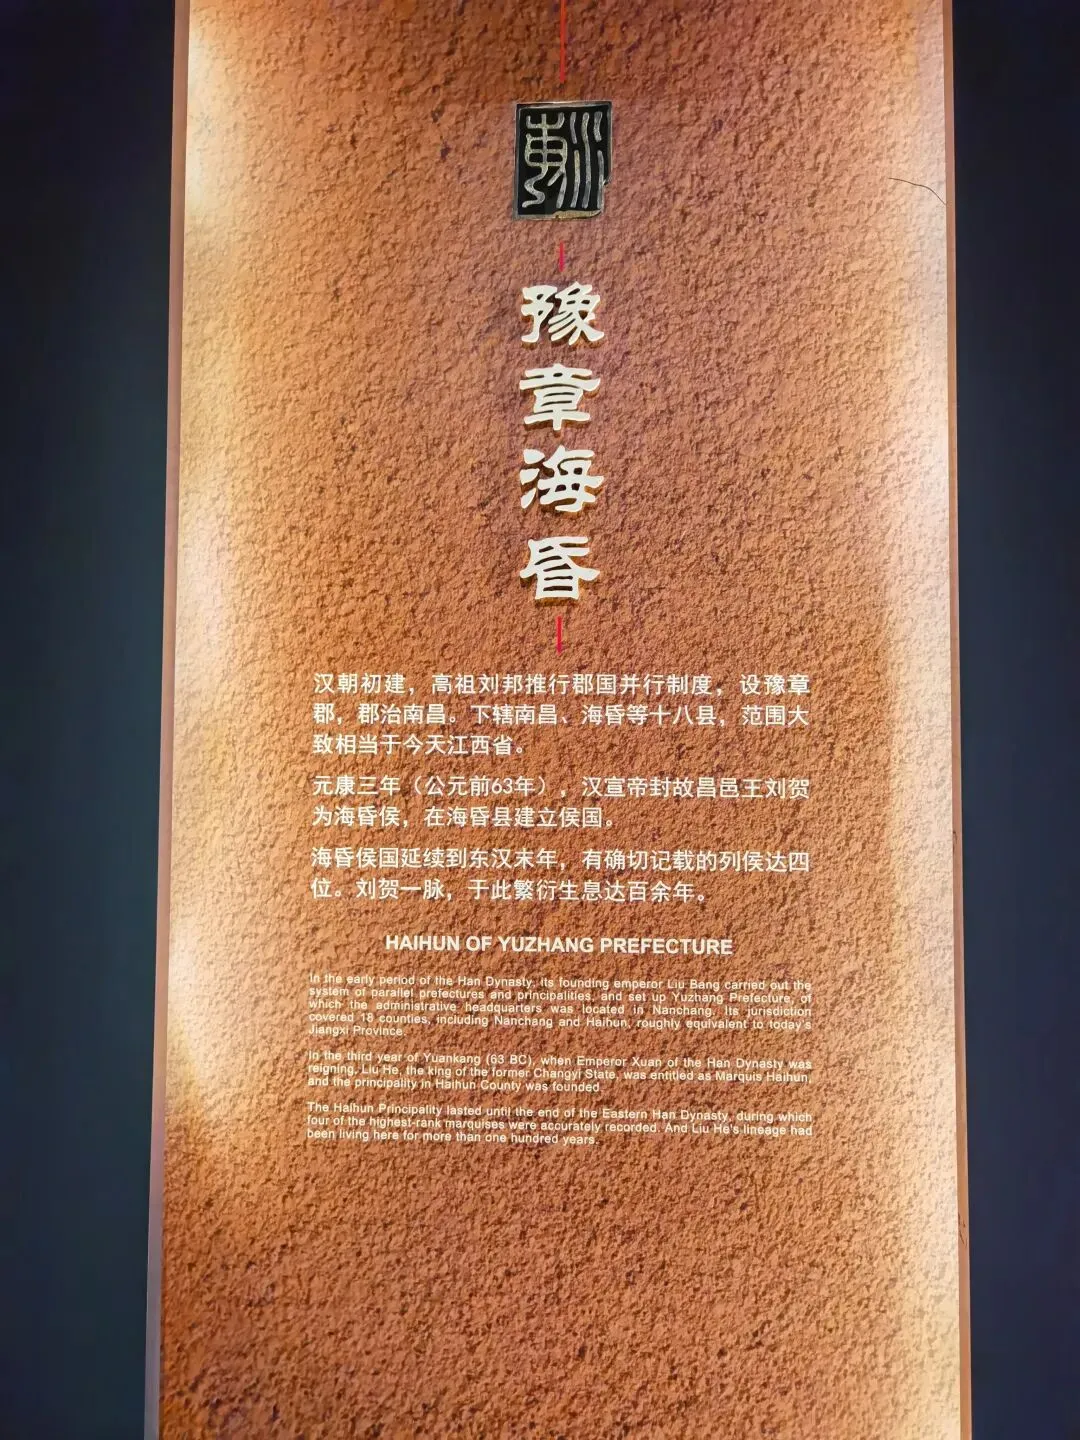 豫章海昏
汉朝初建，高祖刘邦推行郡国并行制度，设豫章
郡，郡治南昌。下辖南昌、海昏等十八县，范围大
致相当于今天江西省。
元康三年（公元前63年），汉宣帝封故昌邑王刘贺
为海昏侯，在海昏县建立侯国。
海昏侯国延续到东汉末年，有确切记载的列侯达四
位。刘贺一脉，于此繁衍生息达百余年。
HAIHUN OF YUZHANG PREFECTURE
In the early period of the Han Dynasty, its founding emperor Liu Bang carried out the
system of parallel prefectures and principalities, and set up Yuzhang Prefecture, of
which the administrative headquarters was located in Nanchang. Its jurisdiction
covered 18 counties, including Nanchang and Haihun, roughly equivalent to today's
Jiangxi Province.
In the third year of Yuankang (63 BC), when Emperor Xuan of the Han Dynasty was
reigning, Liu He, the king of the former Changyi State, was entitled as Marquis Haihun,
and the principality in Haihun County was founded.
The Haihun Principality lasted until the end of the Eastern Han Dynasty, during which
four of the highest-rank marquises were accurately recorded. And Liu He's lineage had
been living here for more than one hundred years.